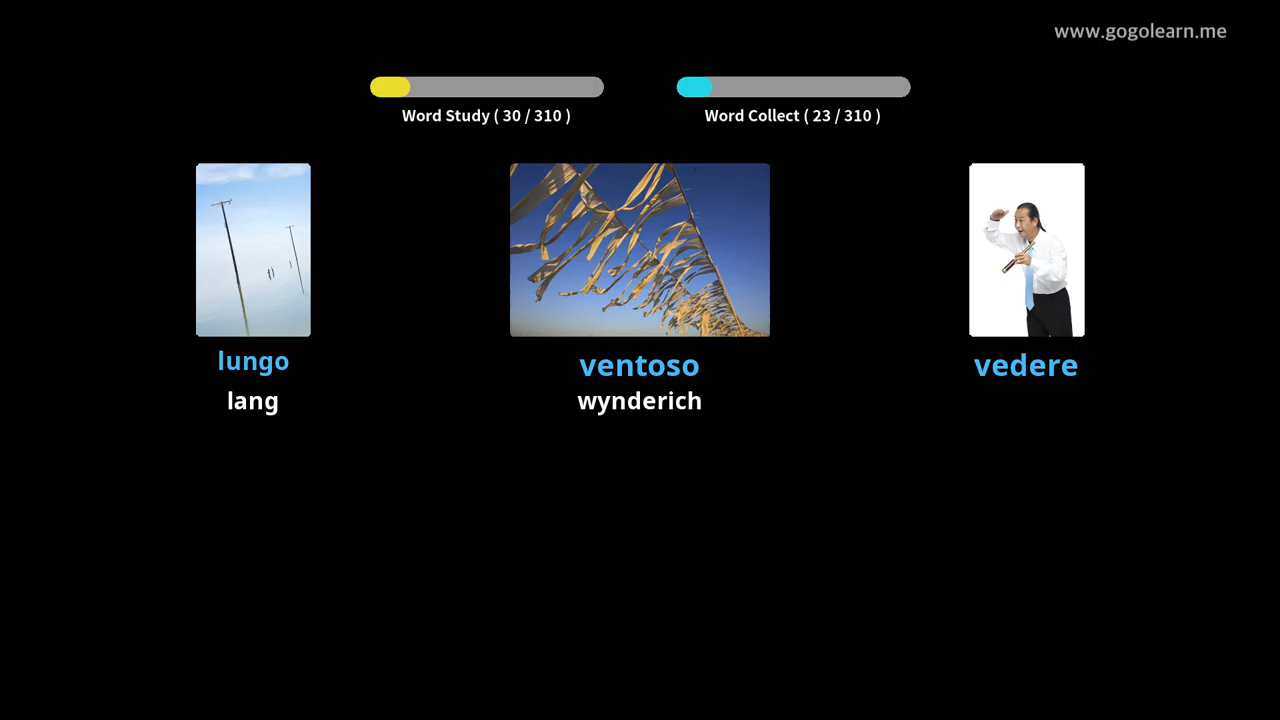 www.gogolearn.me
Word Study ( 30 / 310 )
Word Collect ( 23 / 310 )
lungo
lang
ventoso
wynderich
vedere